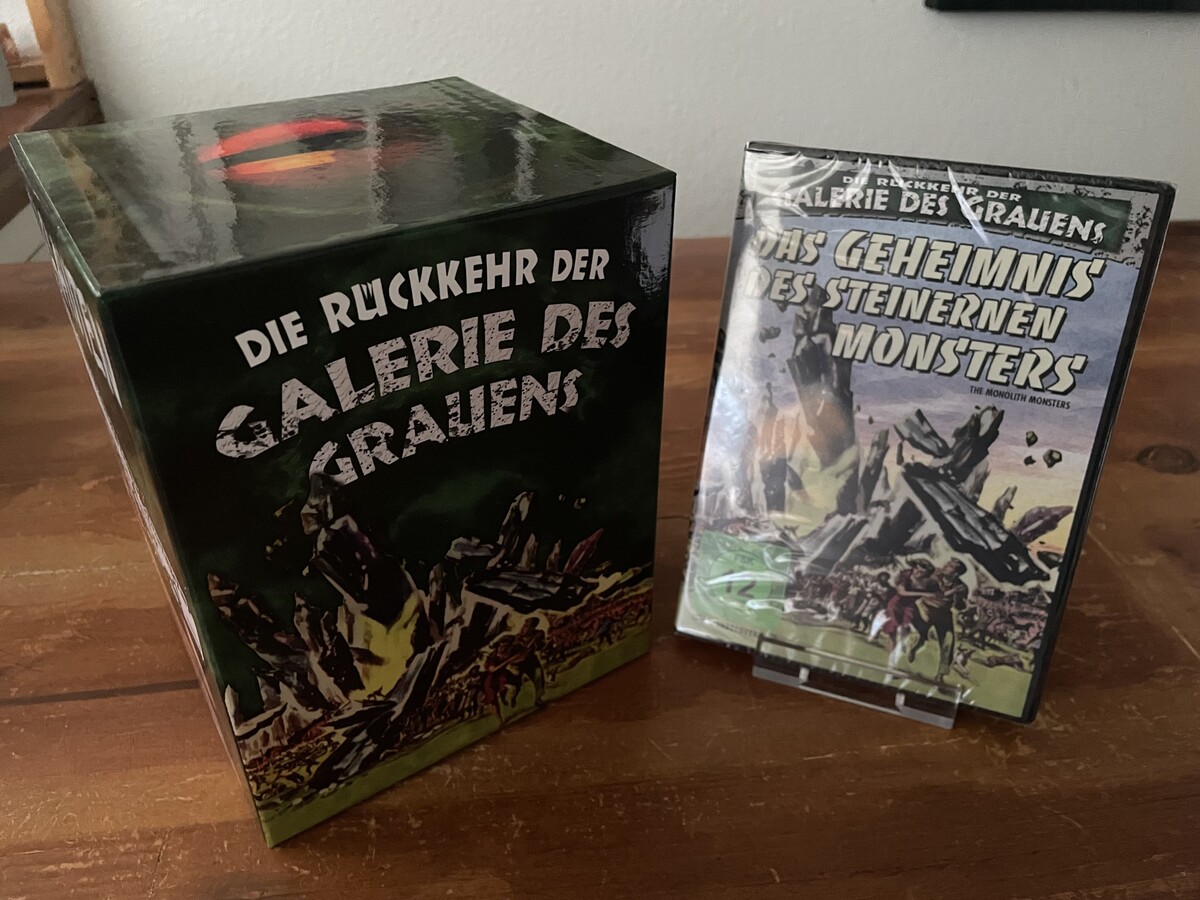 DIE RÜCKKEHR DER
GALERIE DES
GRAUENS
DIE RÜCKKEHR DER
GALERIE DES GRAUENS
DAS GEHEIMNIS
DES STEINERNEN
MONSTERS
THE MONOLITH MONSTERS
12